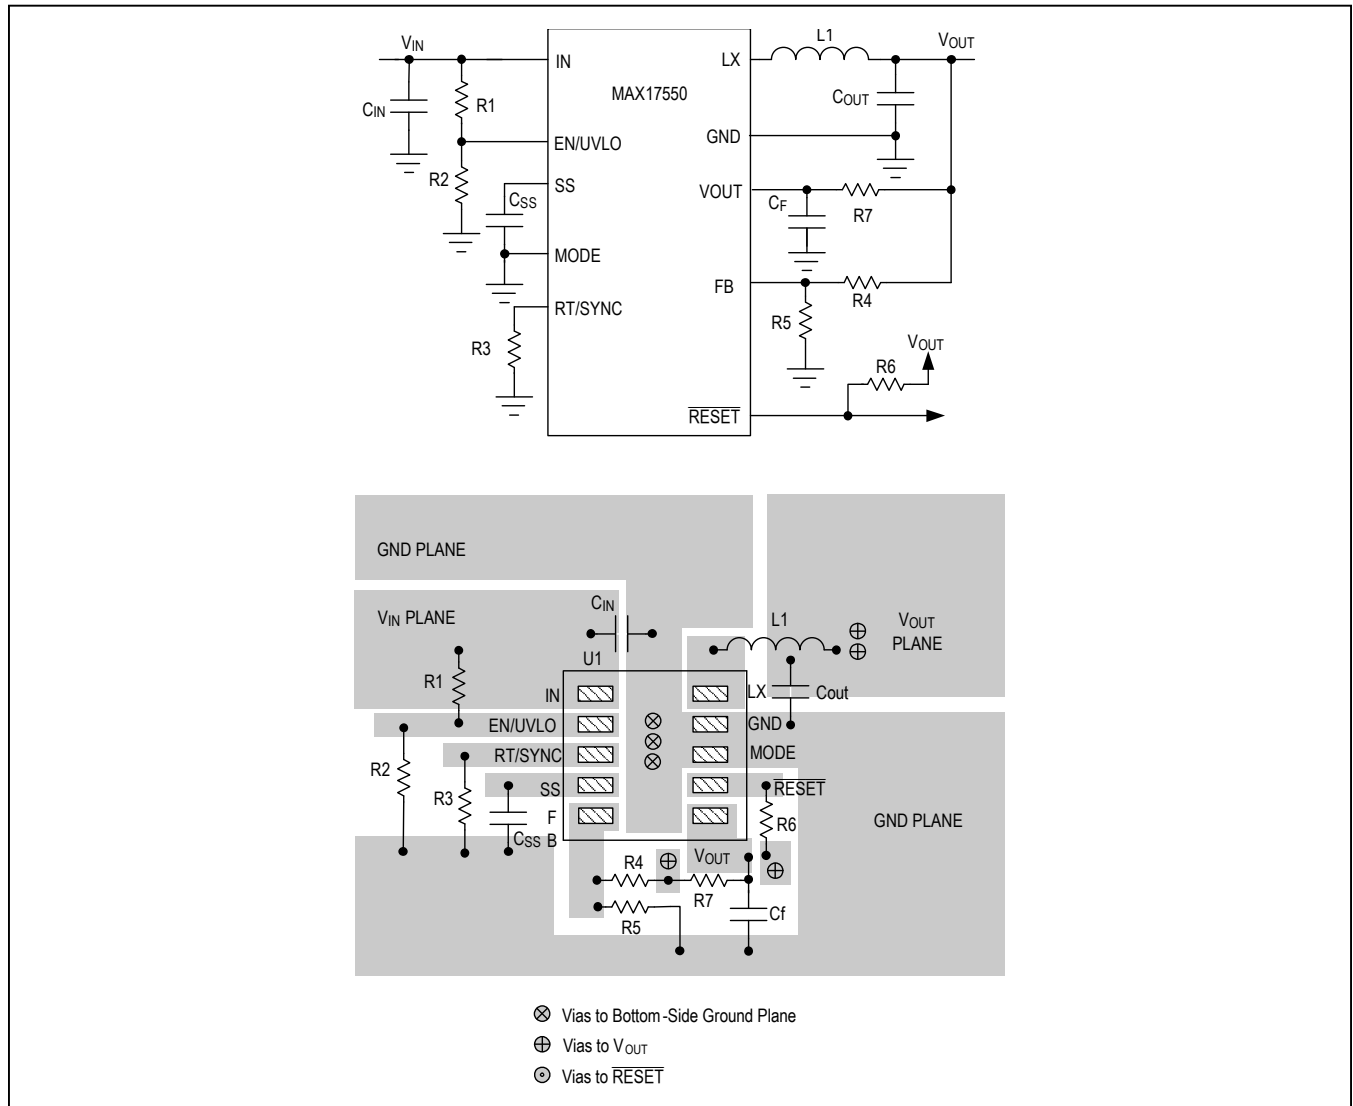 VIN
CIN
R1
R2
IN
EN/UVLO
SS
CSS
MODE
RT/SYNC
R3
MAX17550
LX
L1
VOUT
COUT
GND
VOUT
CF
R7
FB
R4
R5
VOUT
R6
RESET
GND PLANE
VIN PLANE
CIN
U1
L1
VOUT
PLANE
R1
IN
LX
Cout
EN/UVLO
GND
RT/SYNC
MODE
R2
R3
SS
RESET
CSS
F
B
R6
GND PLANE
R4
VOUT
R7
R5
Cf
Vias to Bottom-Side Ground Plane
Vias to VOUT
Vias to RESET